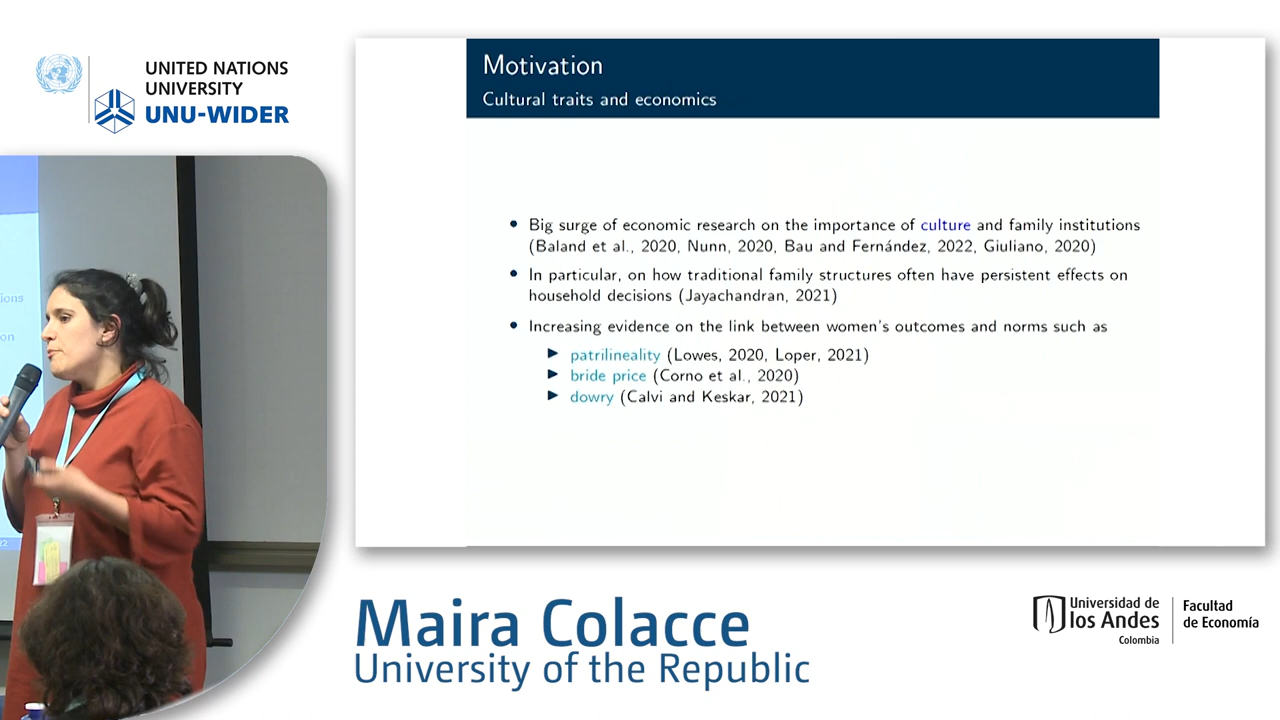 UNITED NATIONS
UNIVERSITY
UNU-WIDER
Motivation
Cultural traits and economics
• Big surge of economic research on the importance of culture and family institutions
(Baland et al., 2020, Nunn, 2020, Bau and Fernández, 2022, Giuliano, 2020)
• In particular, on how traditional family structures often have persistent effects on
household decisions (Jayachandran, 2021)
• Increasing evidence on the link between women's outcomes and norms such as
▶ patrilineality (Lowes, 2020, Loper, 2021)
▶ bride price (Corno et al., 2020)
▶ dowry (Calvi and Keskar, 2021)
ions
on
22
Maira Colacce
University of the Republic
Universidad de
los Andes
Colombia
Facultad
de Economía